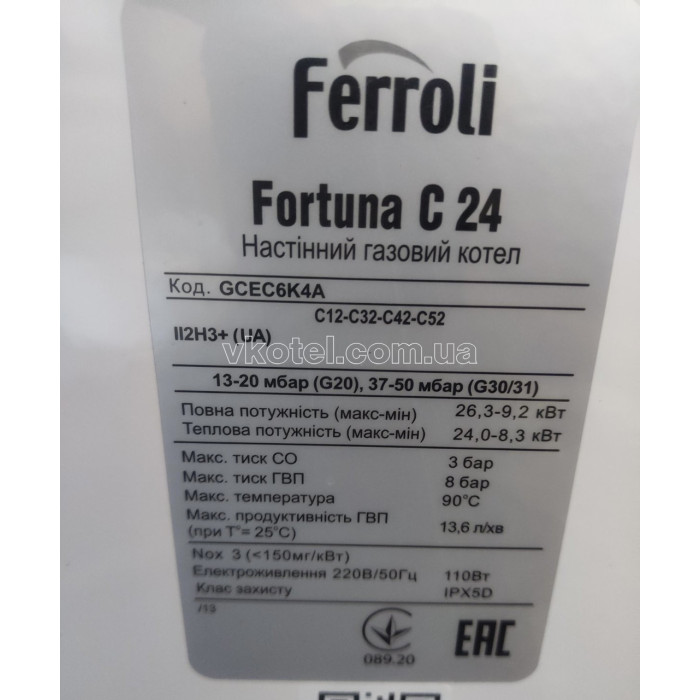 Ferroli
Fortuna C 24
Настінний газовий котел
Код. GCEC6K4A
C12-C32-C42-C52
II2H3+ (UA)
vkotel.com.ua
13-20 мбар (G20), 37-50 мбар (G30/31)
Повна потужність (макс-мін) 26,3-9,2 кВт
Теплова потужність (макс-мін) 24,0-8,3 кВт
Макс. тиск СО 3 бар
Макс. тиск ГВП 8 бар
Макс. температура 90°C
Макс. продуктивність ГВП
(при T°= 25°C) 13,6 л/хв
Nox 3 (<150мг/кВт)
Електроживлення 220В/50Гц 110Вт
Клас захисту IPX5D
/13
089.20
EAC